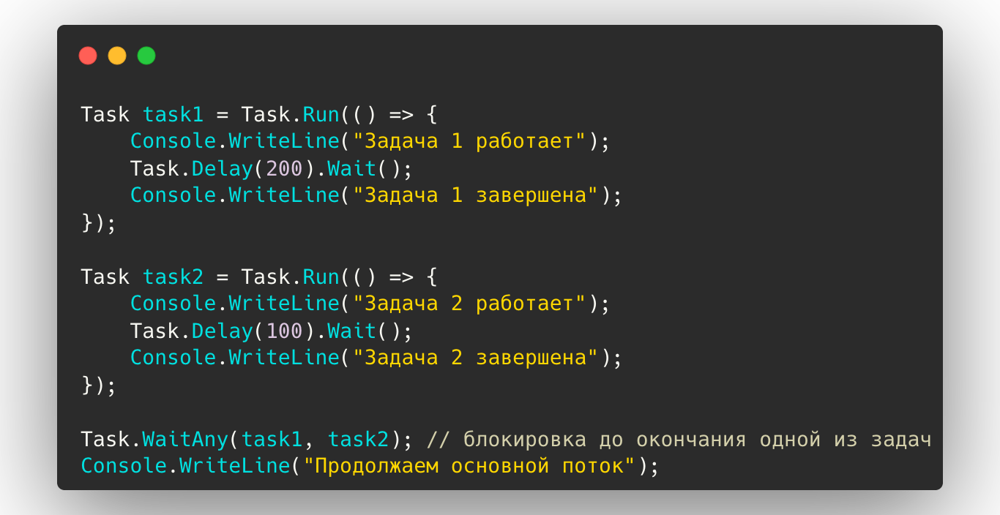 Task task1 = Task.Run(() => {
    Console.WriteLine("Задача 1 работает");
    Task.Delay(200).Wait();
    Console.WriteLine("Задача 1 завершена");
});

Task task2 = Task.Run(() => {
    Console.WriteLine("Задача 2 работает");
    Task.Delay(100).Wait();
    Console.WriteLine("Задача 2 завершена");
});

Task.WaitAny(task1, task2); // блокировка до окончания одной из задач
Console.WriteLine("Продолжаем основной поток");